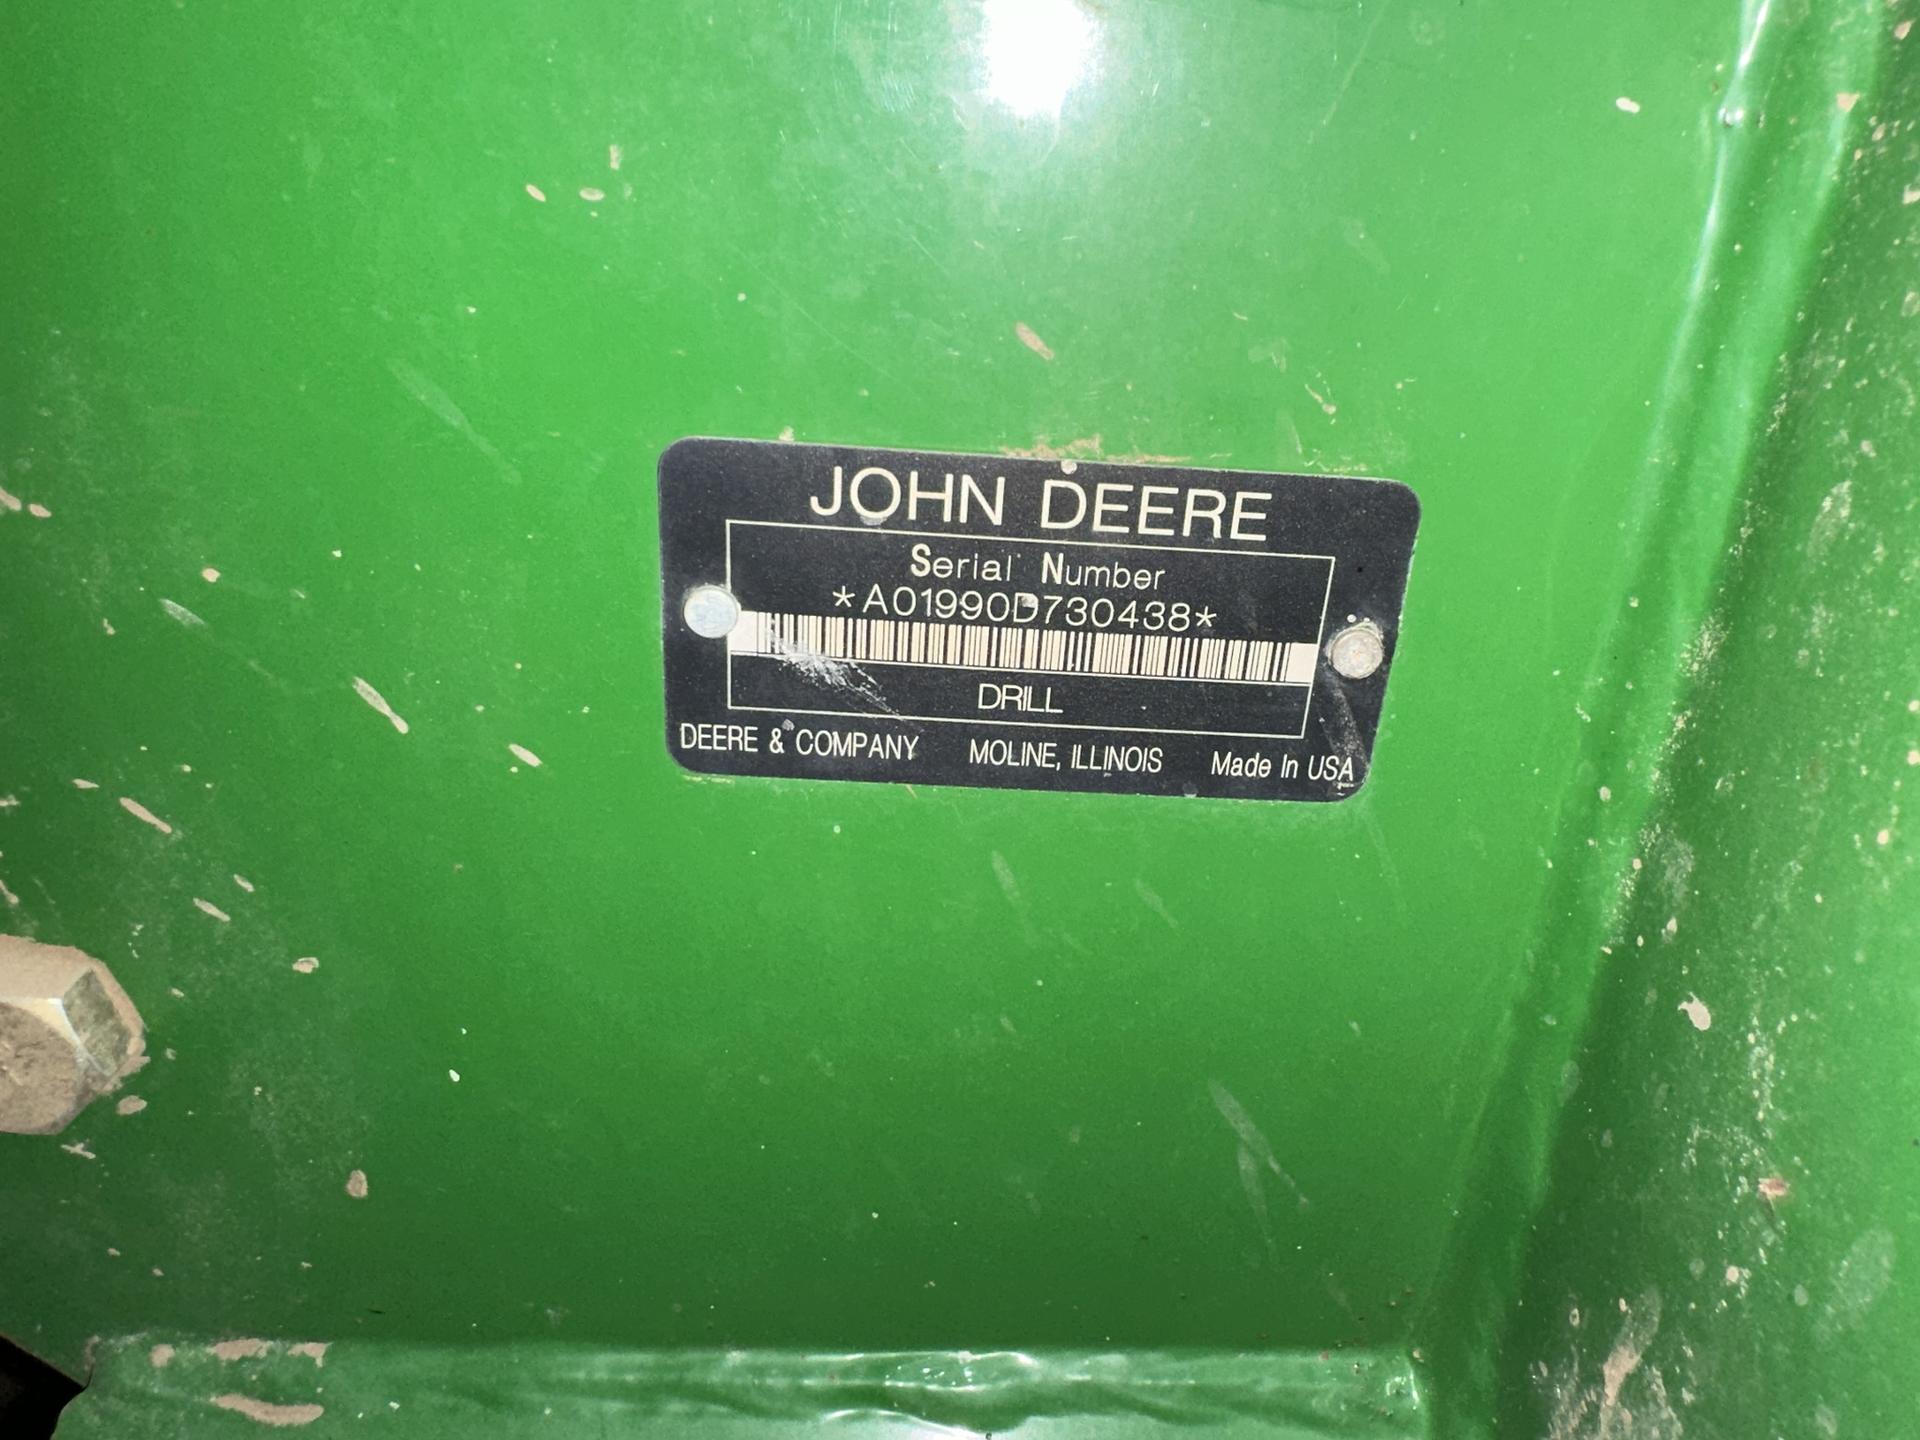 JOHN DEERE
Serial Number
*A01990D730438*
DRILL
DEERE & COMPANY MOLINE, ILLINOIS Made In USA